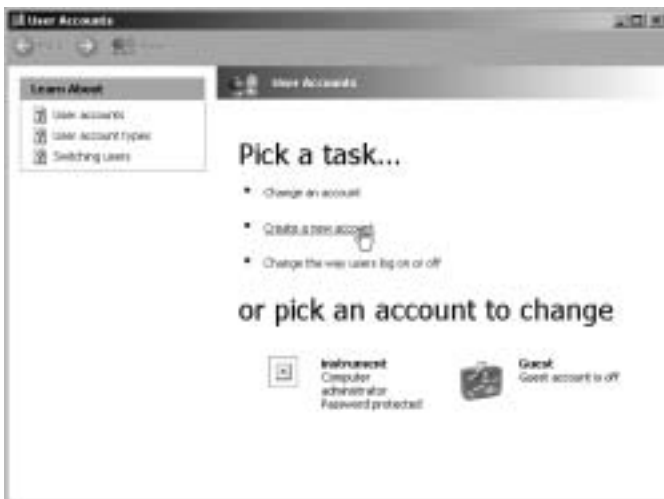 User Accounts
Learn About
User accounts
User account types
Switching users
User Accounts
Pick a task...
Change an account
Create a new account
Change the way users log on or off
or pick an account to change
Instrument
Computer
administrator
Password protected
Guest
Guest account is off